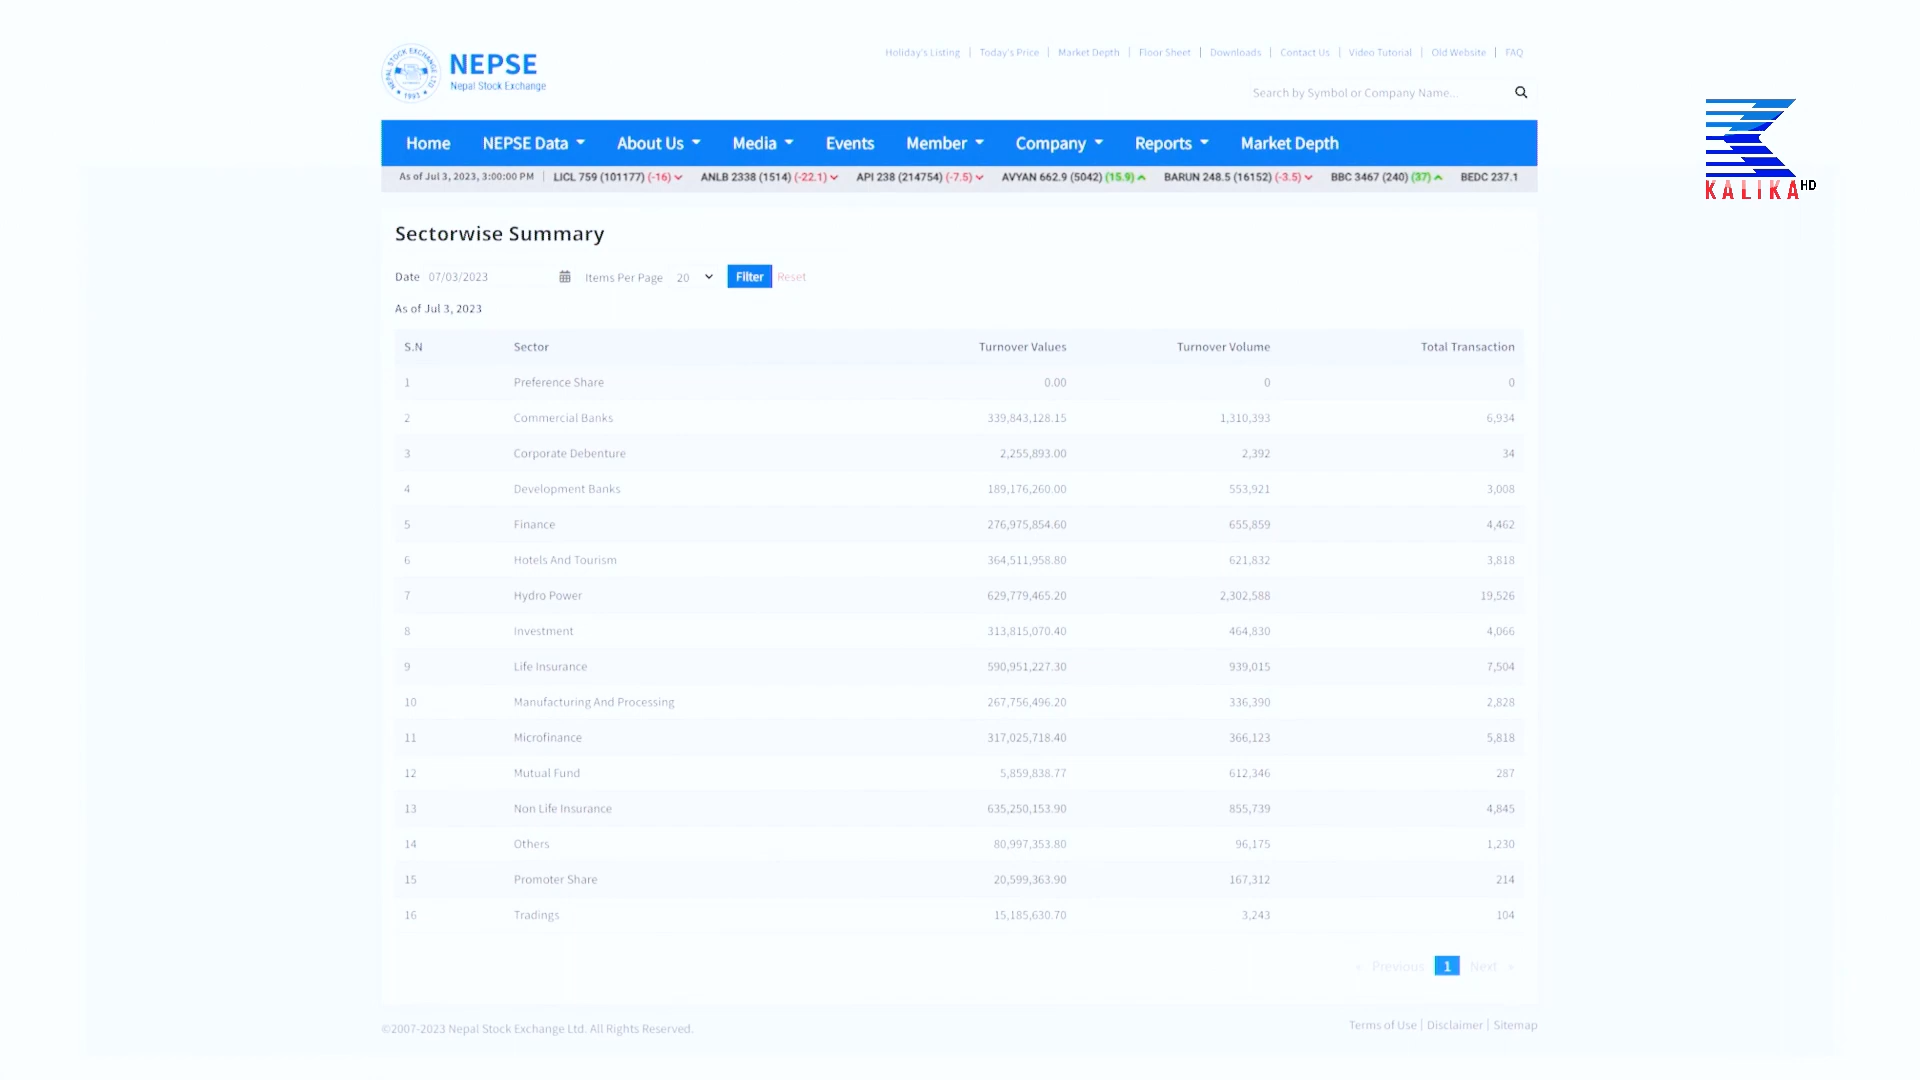 NEPSE
Nepal Stock Exchange
NEPAL STOCK EXCHANGE LTD. 1993
Holiday's Listing | Today's Price | Market Depth | Floor Sheet | Downloads | Contact Us | Video Tutorial | Old Website | FAQ
Search by Symbol or Company Name...
KALIKA HD
Home NEPSE Data About Us Media Events Member Company Reports Market Depth
As of Jul 3, 2023, 3:00:00 PM | LICL 759 (101177) (-16) ANLB 2338 (1514) (-22.1) API 238 (214754) (-7.5) AVYAN 662.9 (5042) (15.9) BARUN 248.5 (16152) (-3.5) BBC 3467 (240) (37) BEDC 237.1
Sectorwise Summary
Date 07/03/2023 Items Per Page 20 Filter Reset
As of Jul 3, 2023
S.N Sector Turnover Values Turnover Volume Total Transaction
1 Preference Share 0.00 0 0
2 Commercial Banks 339,843,128.15 1,310,393 6,934
3 Corporate Debenture 2,255,893.00 2,392 34
4 Development Banks 189,176,260.00 553,921 3,008
5 Finance 276,975,854.60 655,859 4,462
6 Hotels And Tourism 364,511,958.80 621,832 3,818
7 Hydro Power 629,779,465.20 2,302,588 19,526
8 Investment 313,815,070.40 464,830 4,066
9 Life Insurance 590,951,227.30 939,015 7,504
10 Manufacturing And Processing 267,756,496.20 336,390 2,828
11 Microfinance 317,025,718.40 366,123 5,818
12 Mutual Fund 5,859,838.77 612,346 287
13 Non Life Insurance 635,250,153.90 855,739 4,845
14 Others 80,997,353.80 96,175 1,230
15 Promoter Share 20,599,363.90 167,312 214
16 Tradings 15,185,630.70 3,243 104
« Previous 1 Next »
©2007-2023 Nepal Stock Exchange Ltd. All Rights Reserved.
Terms of Use | Disclaimer | Sitemap